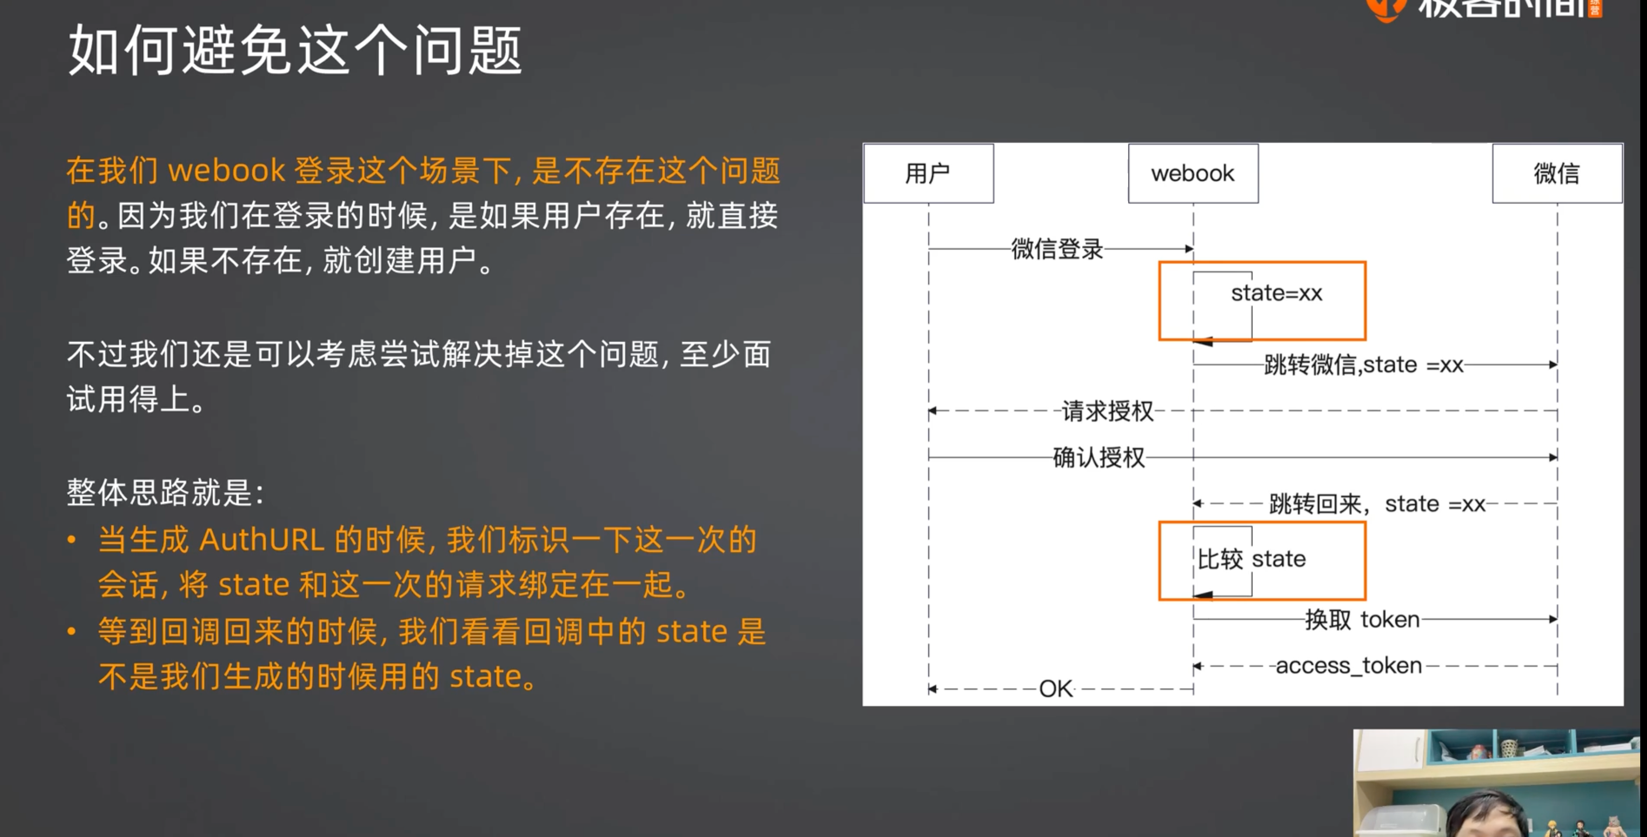 极客时间
如何避免这个问题
在我们 webook 登录这个场景下，是不存在这个问题
的。因为我们在登录的时候，是如果用户存在，就直接
登录。如果不存在，就创建用户。
不过我们还是可以考虑尝试解决掉这个问题，至少面
试用得上。
整体思路就是：
• 当生成 AuthURL 的时候，我们标识一下这一次的
会话，将 state 和这一次的请求绑定在一起。
• 等到回调回来的时候，我们看看回调中的 state 是
不是我们生成的时候用的 state。
用户
webook
微信
微信登录
state=xx
跳转微信,state =xx
请求授权
确认授权
跳转回来，state =xx
比较 state
换取 token
access_token
OK